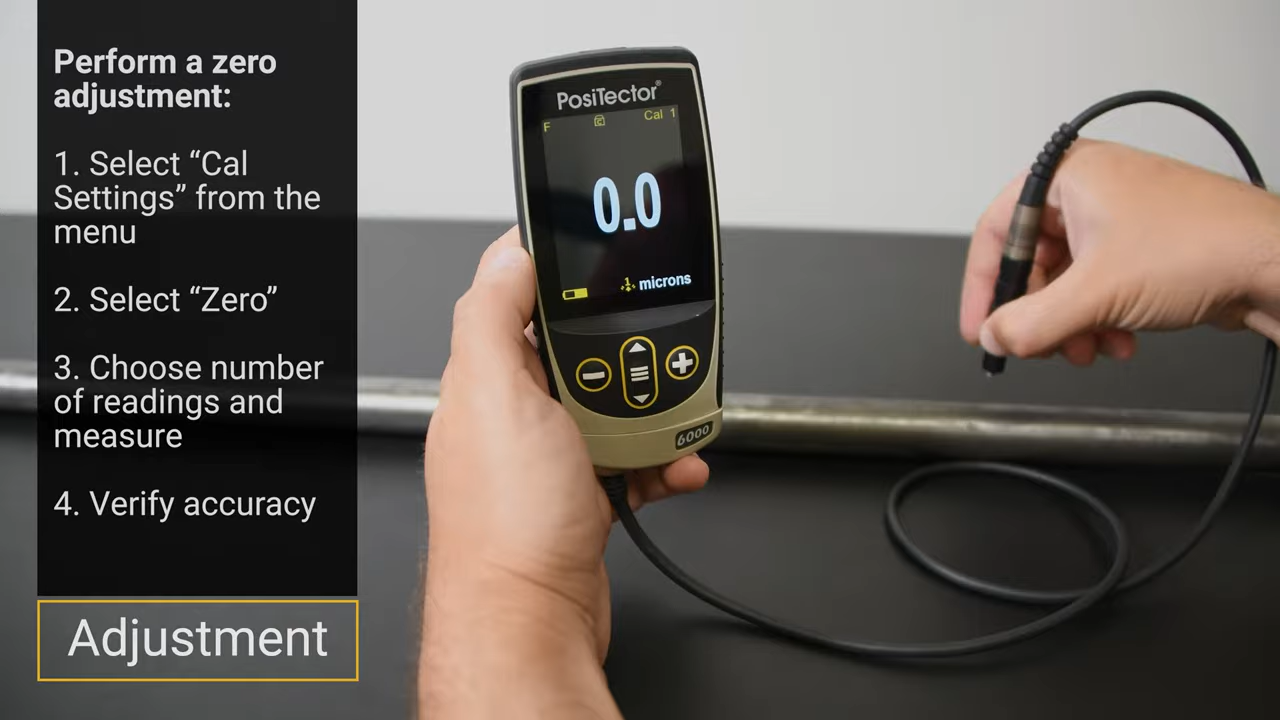 Perform a zero
adjustment:
1. Select “Cal
Settings” from the
menu
2. Select “Zero”
3. Choose number
of readings and
measure
4. Verify accuracy
Adjustment
PosiTector®
F Cal 1
0.0
1 microns
6000